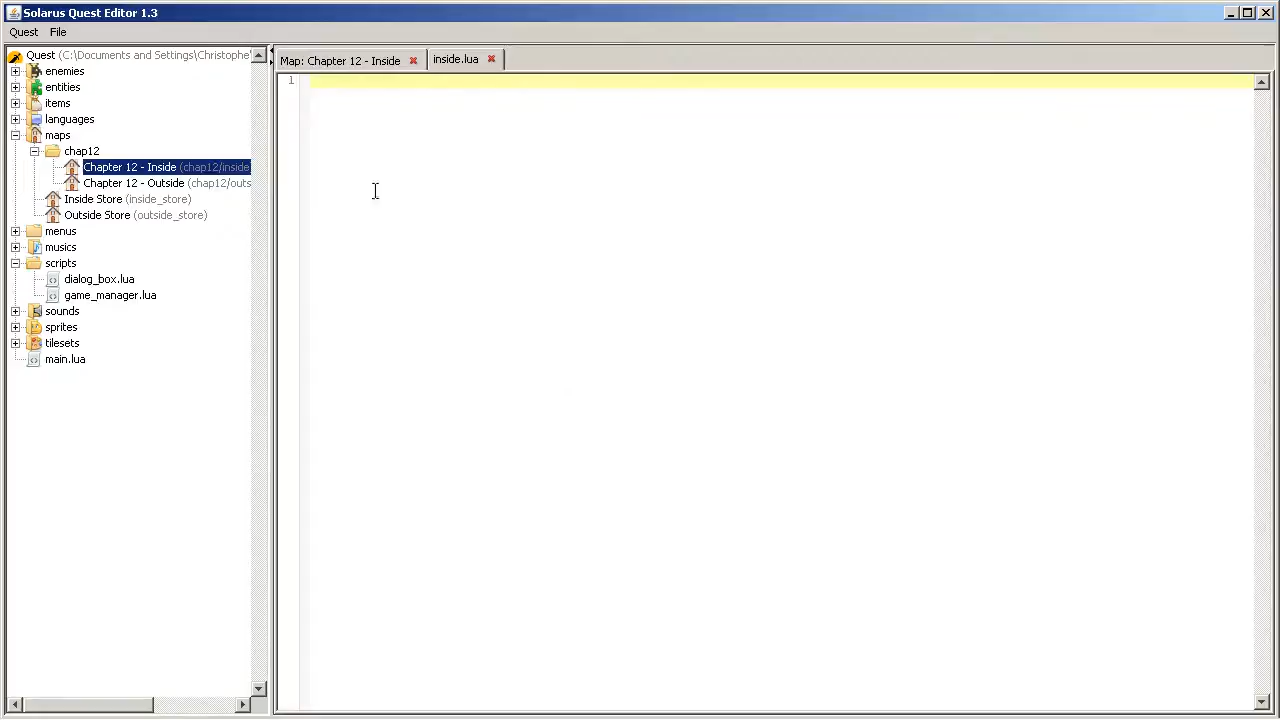 Solarus Quest Editor 1.3
Quest File
Quest (C:\Documents and Settings\Christophe'
enemies
entities
items
languages
maps
chap12
Chapter 12 - Inside (chap12/inside
Chapter 12 - Outside (chap12/outs
Inside Store (inside_store)
Outside Store (outside_store)
menus
musics
scripts
dialog_box.lua
game_manager.lua
sounds
sprites
tilesets
main.lua
Map: Chapter 12 - Inside inside.lua
1